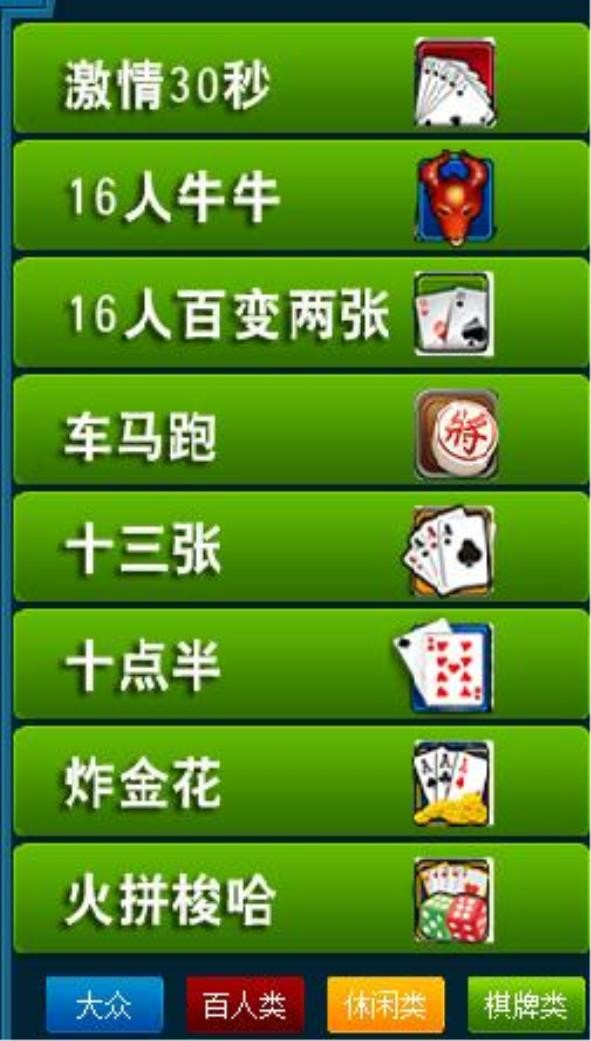 激情30秒
16人牛牛
16人百变两张
车马跑
將
十三张
十点半
炸金花
火拼梭哈
大众 百人类 休闲类 棋牌类